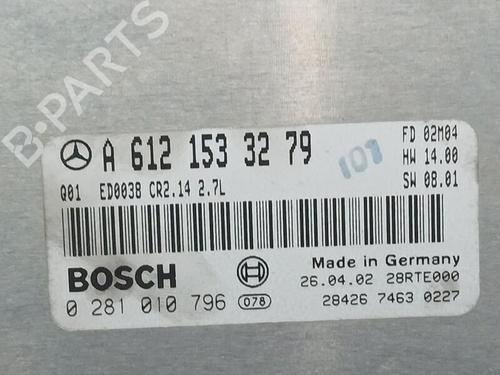 B-PARTS
A 612 153 32 79
101
FD 02M04
HW 14.00
SW 08.01
Q01 ED0038 CR2.14 2.7L
BOSCH
0 281 010 796 078
Made in Germany
26.04.02 28RTE000
28426 7463 0227